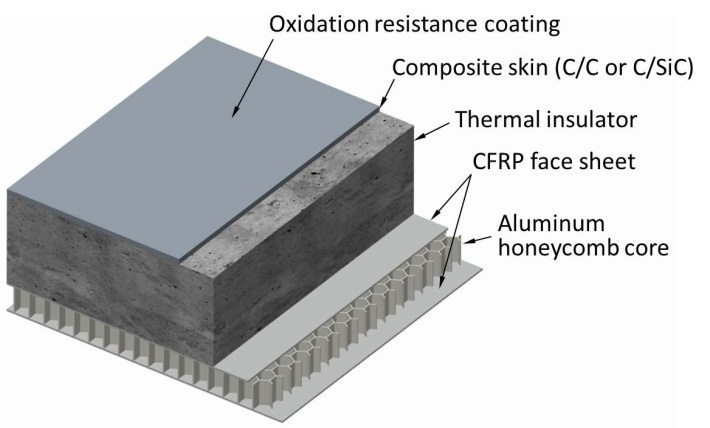 Oxidation resistance coating
Composite skin (C/C or C/SiC)
Thermal insulator
CFRP face sheet
Aluminum
honeycomb core